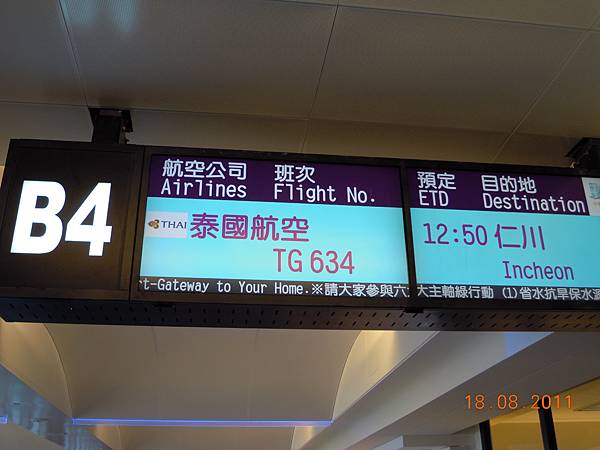 B4
航空公司 班次
Airlines Flight No.
THAI 泰國航空
TG 634
預定 目的地
ETD Destination
12:50 仁川
Incheon
rt-Gateway to Your Home.※請大家參與六大主軸綠行動 (1)省水抗旱保水源
18.08.2011